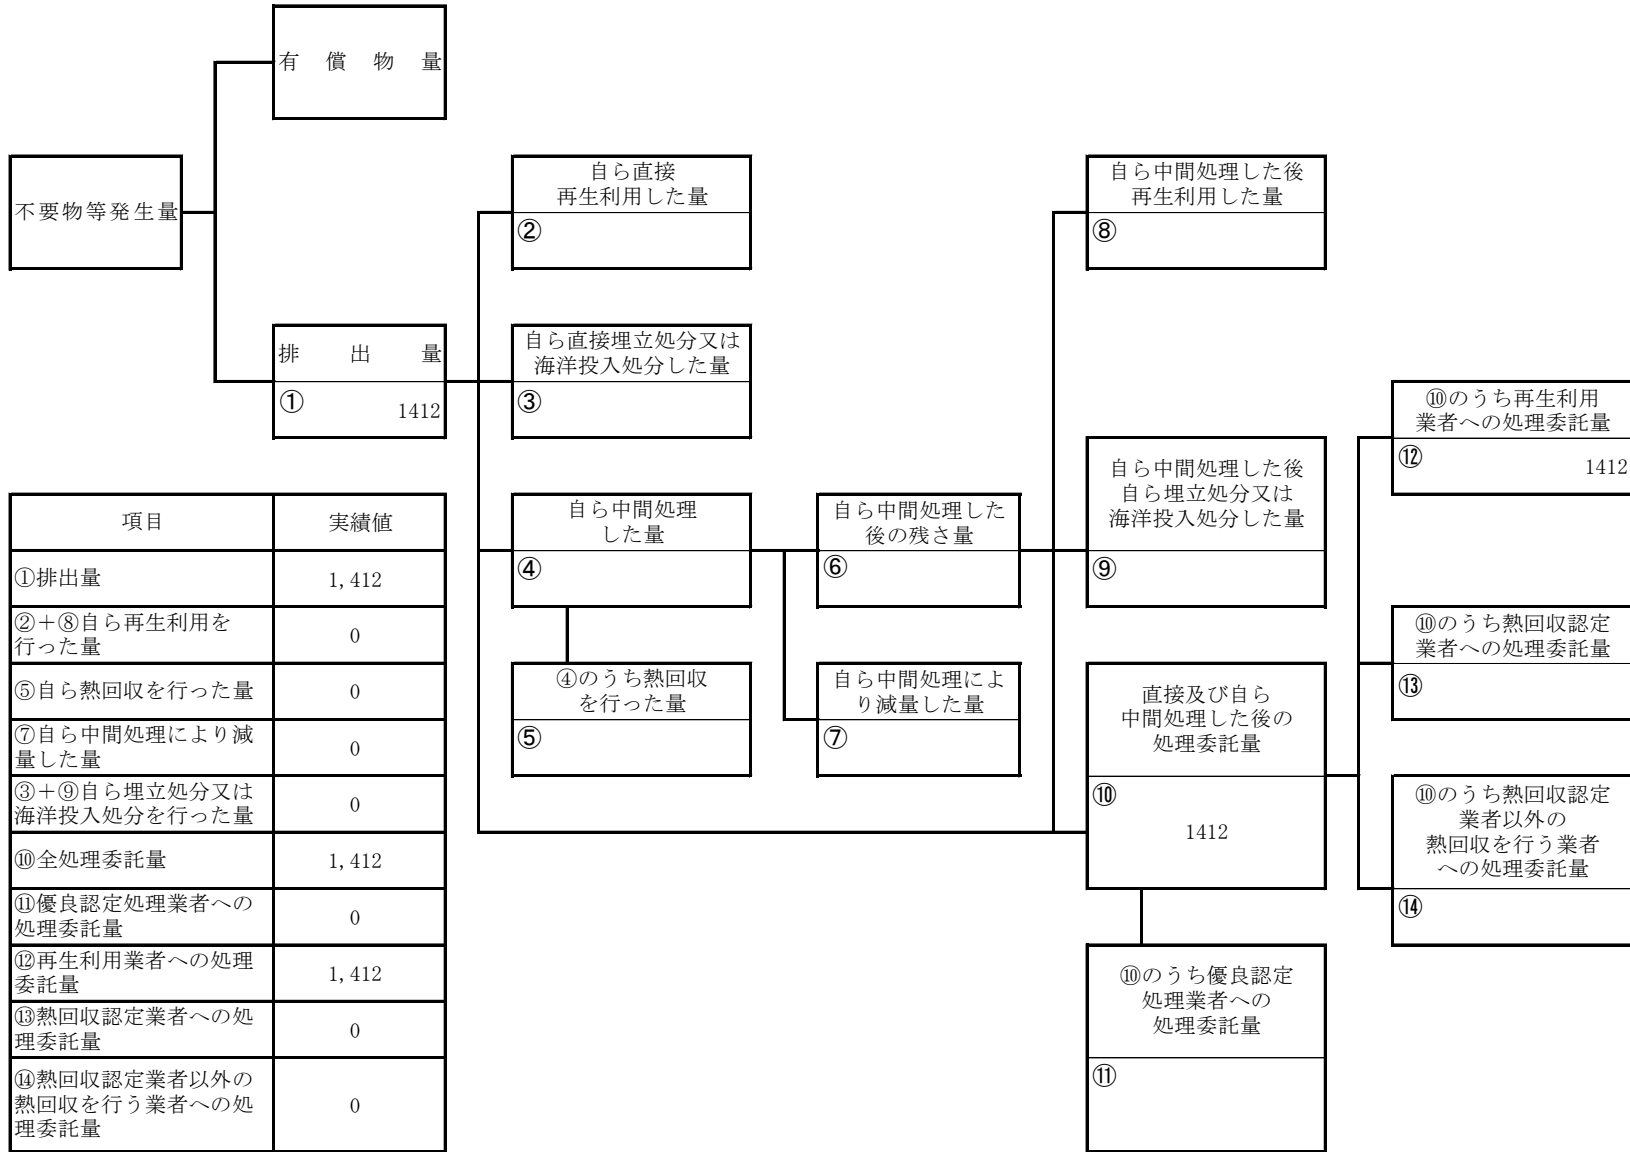 有償物量
不要物等発生量
排出量
①
1412
自ら直接
再生利用した量
②
自ら直接埋立処分又は
海洋投入処分した量
③
自ら中間処理
した量
④
④のうち熱回収
を行った量
⑤
自ら中間処理した
後の残さ量
⑥
自ら中間処理によ
り減量した量
⑦
自ら中間処理した後
再生利用した量
⑧
自ら中間処理した後
自ら埋立処分又は
海洋投入処分した量
⑨
直接及び自ら
中間処理した後の
処理委託量
⑩
1412
⑩のうち優良認定
処理業者への
処理委託量
⑪
⑩のうち再生利用
業者への処理委託量
⑫
1412
⑩のうち熱回収認定
業者への処理委託量
⑬
⑩のうち熱回収認定
業者以外の
熱回収を行う業者
への処理委託量
⑭
項目 実績値
①排出量 1,412
②+⑧自ら再生利用を
行った量 0
⑤自ら熱回収を行った量 0
⑦自ら中間処理により減
量した量 0
③+⑨自ら埋立処分又は
海洋投入処分を行った量 0
⑩全処理委託量 1,412
⑪優良認定処理業者への
処理委託量 0
⑫再生利用業者への処理
委託量 1,412
⑬熱回収認定業者への処
理委託量 0
⑭熱回収認定業者以外の
熱回収を行う業者への処
理委託量 0